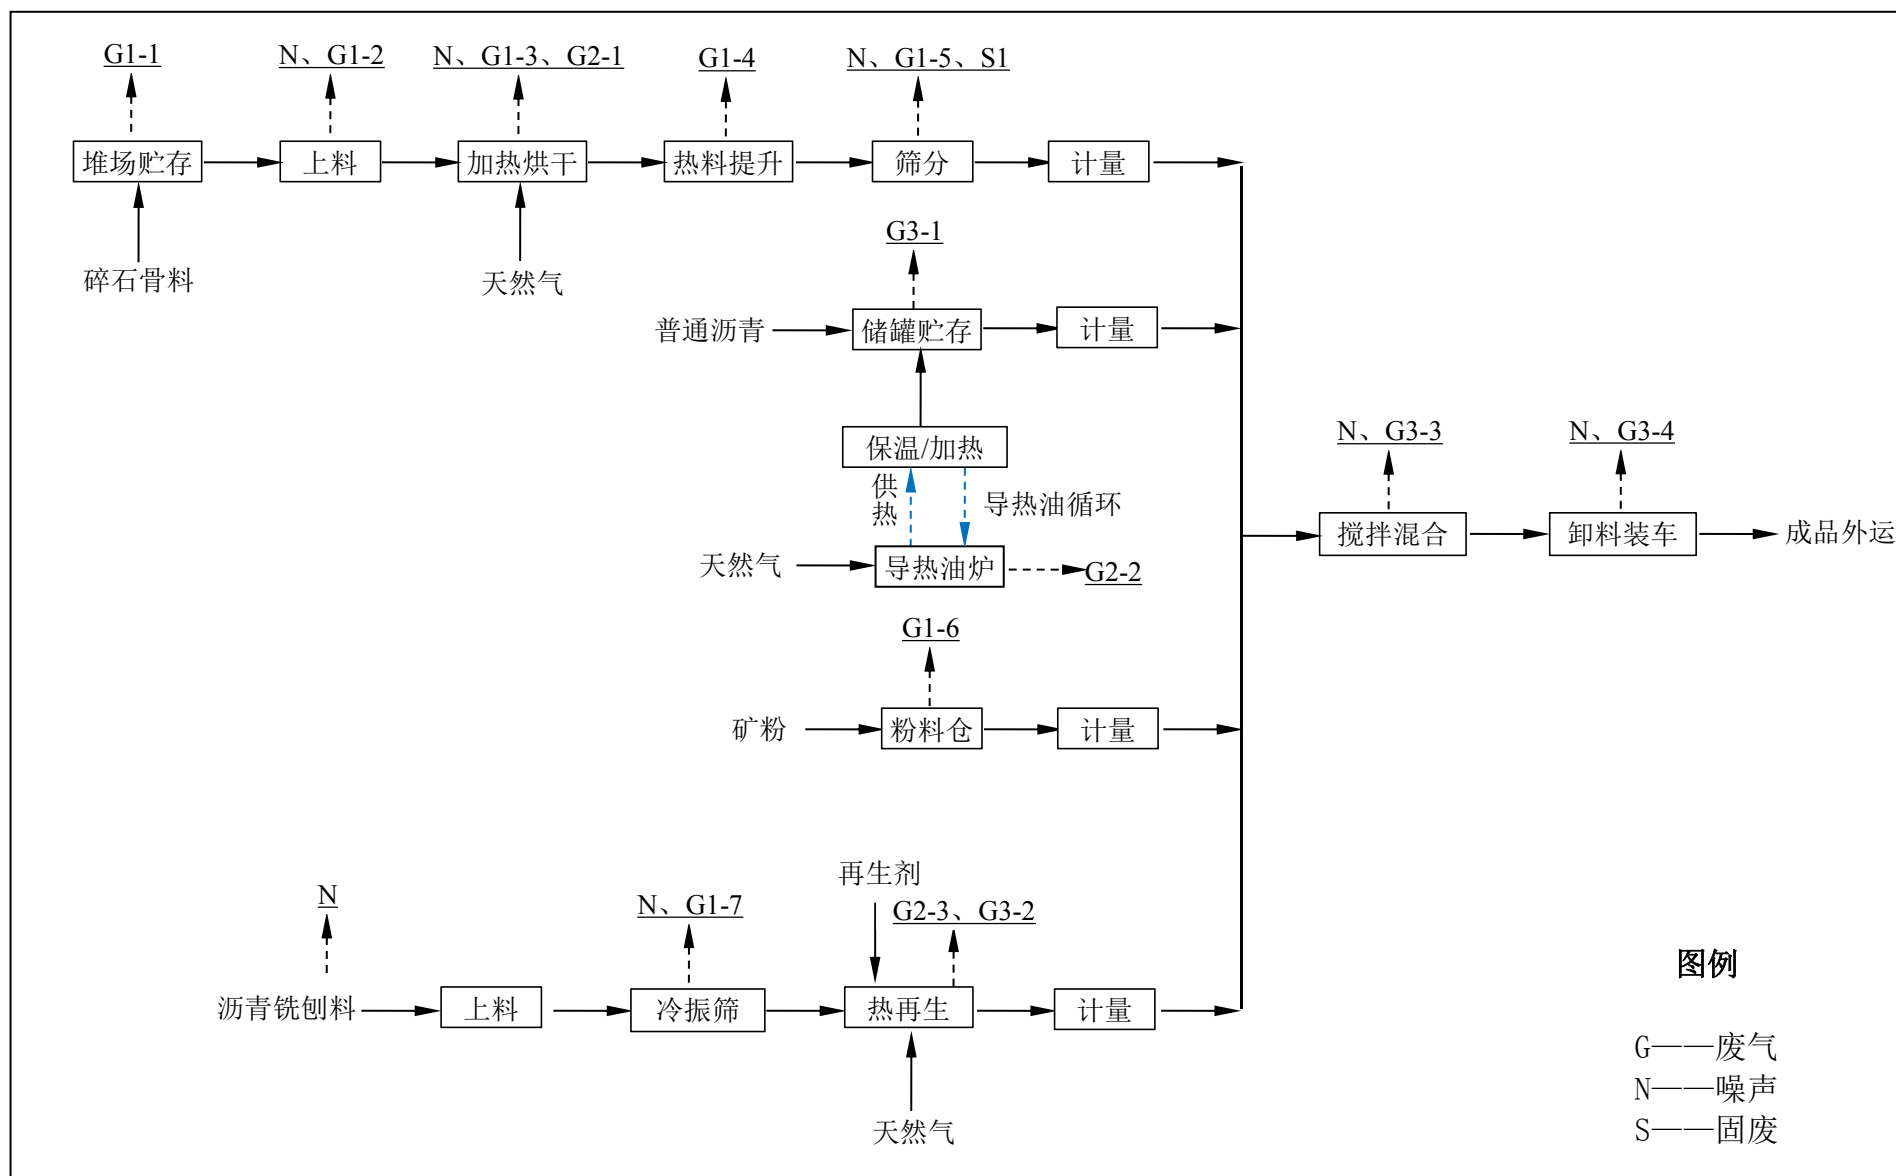 G1-1
N、G1-2
N、G1-3、G2-1
G1-4
N、G1-5、S1
堆场贮存
上料
加热烘干
热料提升
筛分
计量
碎石骨料
天然气
G3-1
普通沥青
储罐贮存
计量
保温/加热
供热
导热油循环
天然气
导热油炉
G2-2
N、G3-3
N、G3-4
搅拌混合
卸料装车
成品外运
G1-6
矿粉
粉料仓
计量
再生剂
N
N、G1-7
G2-3、G3-2
沥青铣刨料
上料
冷振筛
热再生
计量
天然气
图例
G——废气
N——噪声
S——固废